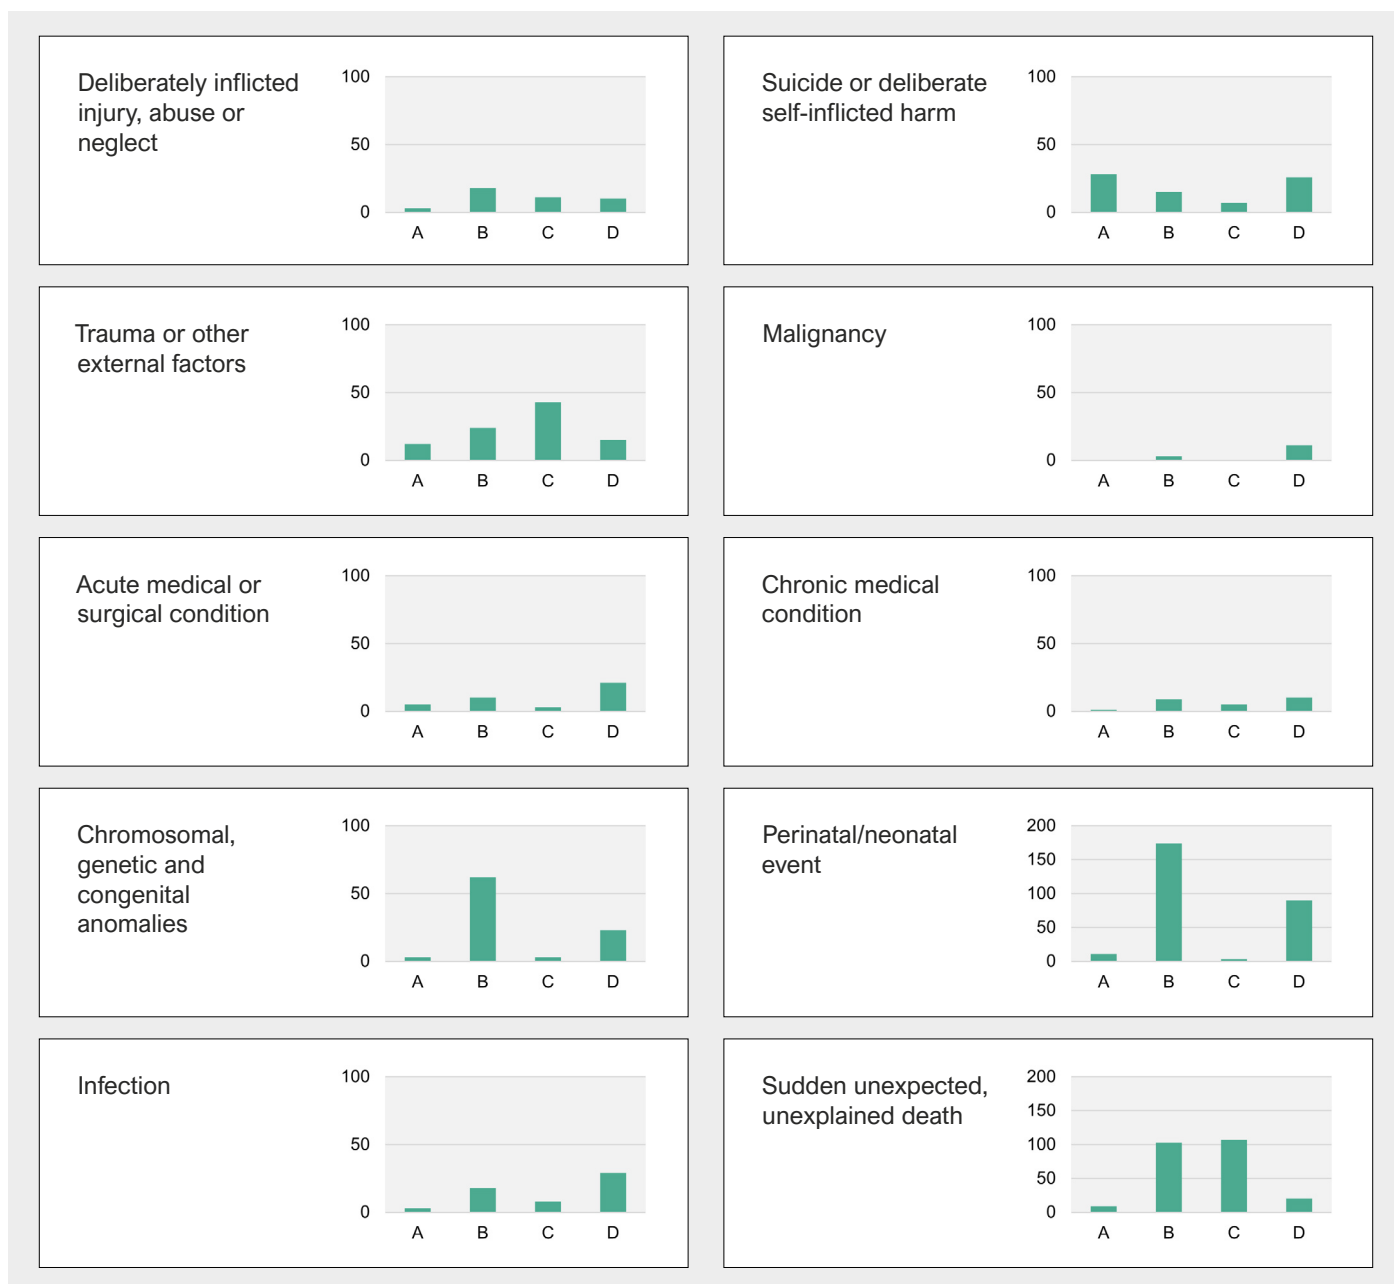 Deliberately inflicted
injury, abuse or
neglect
100
50
0
A B C D
Suicide or deliberate
self-inflicted harm
100
50
0
A B C D
Trauma or other
external factors
100
50
0
A B C D
Malignancy
100
50
0
A B C D
Acute medical or
surgical condition
100
50
0
A B C D
Chronic medical
condition
100
50
0
A B C D
Chromosomal,
genetic and
congenital
anomalies
100
50
0
A B C D
Perinatal/neonatal
event
200
150
100
50
0
A B C D
Infection
100
50
0
A B C D
Sudden unexpected,
unexplained death
200
150
100
50
0
A B C D